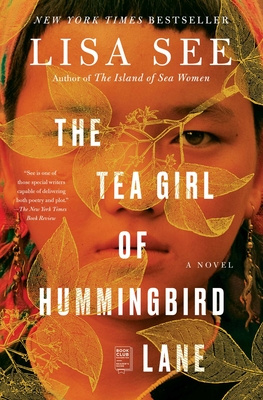 NEW YORK TIMES BESTSELLER
LISA SEE
Author of The Island of Sea Women
THE
TEA GIRL
"See is one of
those special writers
capable of delivering
both poetry and plot."
—The New York Times
Book Review
OF
A NOVEL
HUMMINGBIRD
BOOK
CLUB
LANE